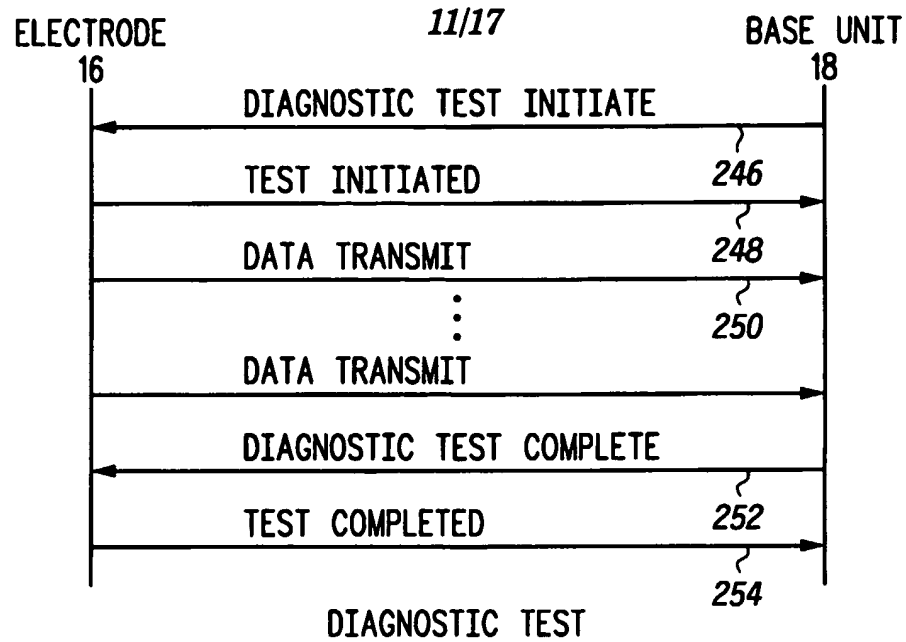 11/17
ELECTRODE
16
BASE UNIT
18
DIAGNOSTIC TEST INITIATE
246
TEST INITIATED
248
DATA TRANSMIT
250
DATA TRANSMIT
DIAGNOSTIC TEST COMPLETE
252
TEST COMPLETED
254
DIAGNOSTIC TEST